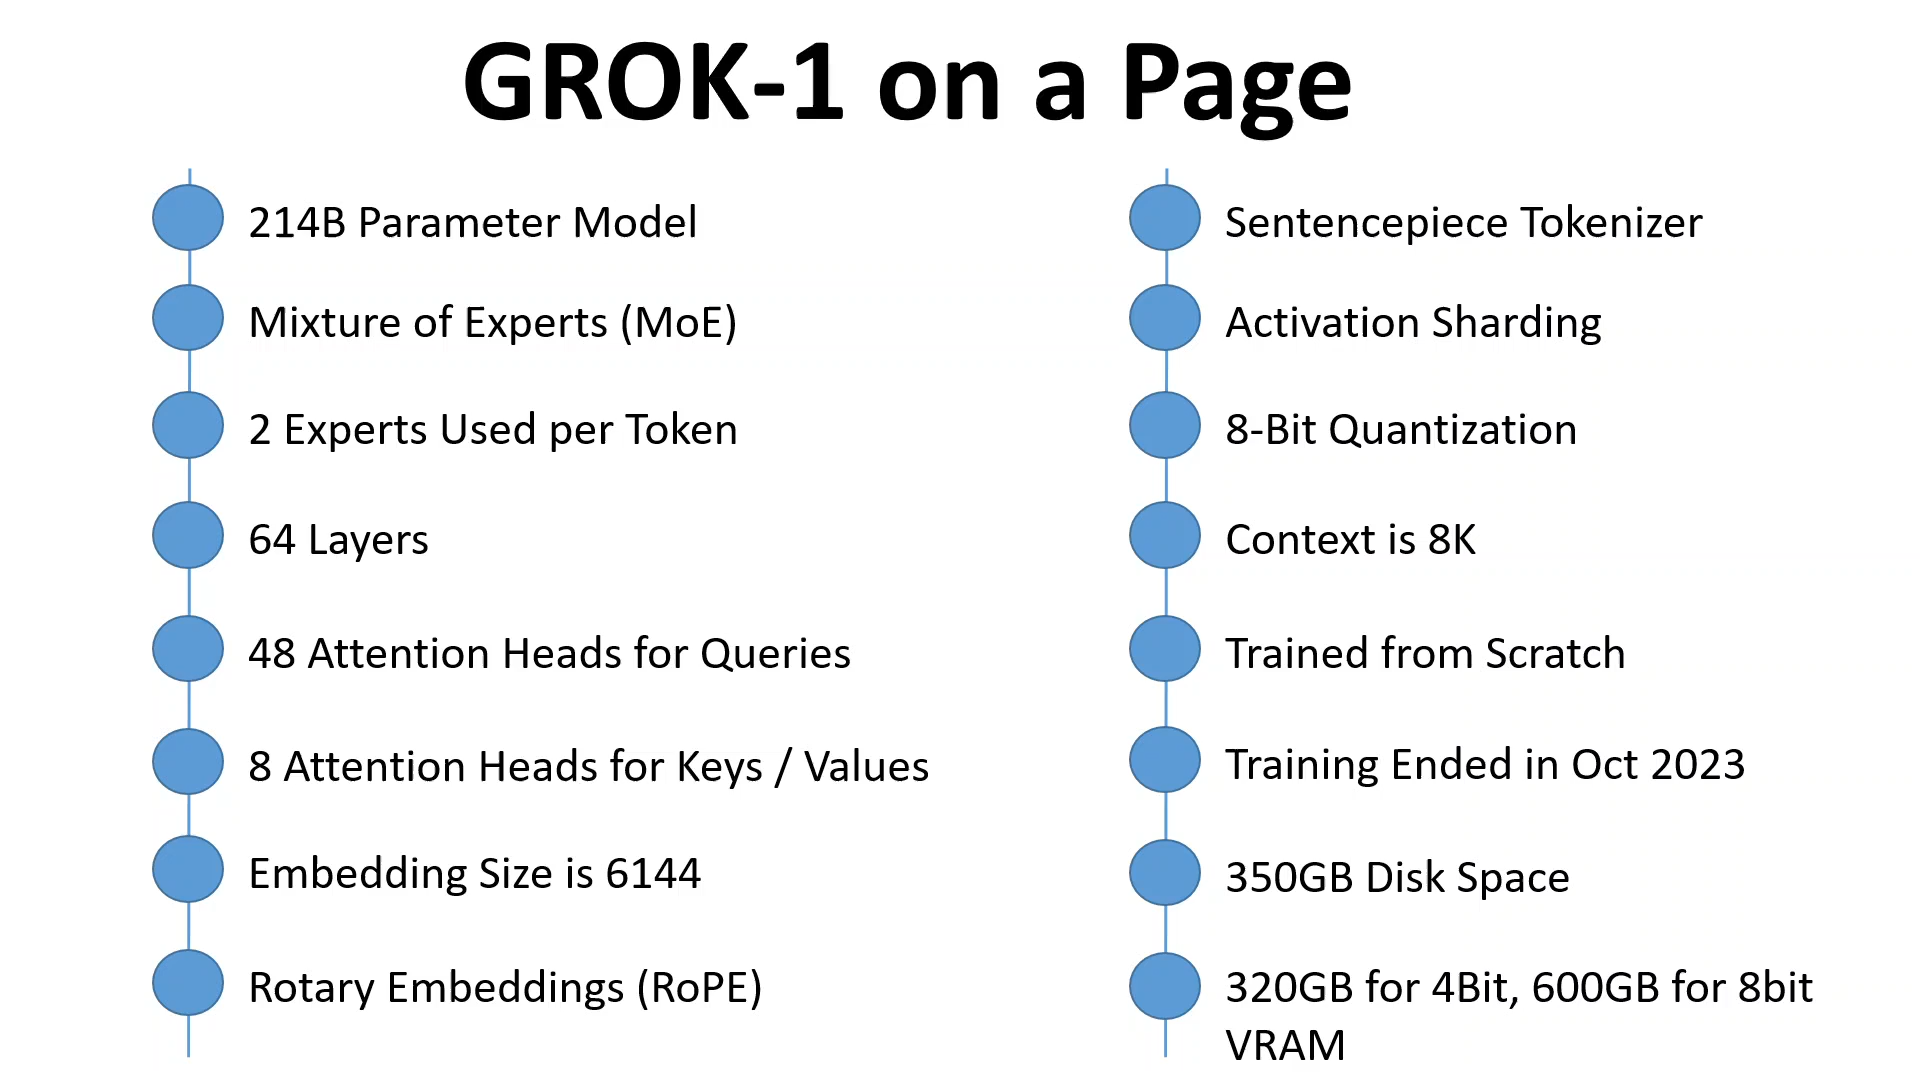 GROK-1 on a Page
214B Parameter Model
Mixture of Experts (MoE)
2 Experts Used per Token
64 Layers
48 Attention Heads for Queries
8 Attention Heads for Keys / Values
Embedding Size is 6144
Rotary Embeddings (RoPE)
Sentencepiece Tokenizer
Activation Sharding
8-Bit Quantization
Context is 8K
Trained from Scratch
Training Ended in Oct 2023
350GB Disk Space
320GB for 4Bit, 600GB for 8bit
VRAM